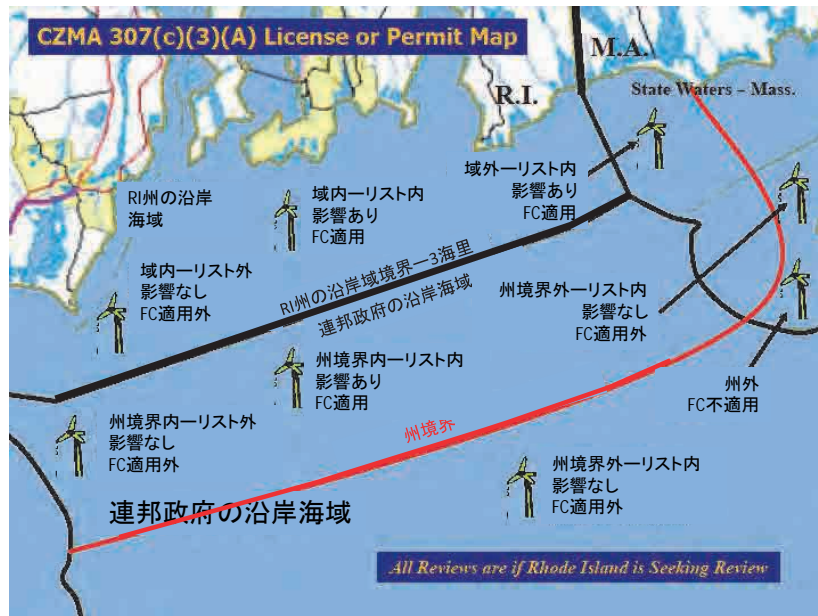 CZMA 307(c)(3)(A) License or Permit Map
M.A.
R.I.
State Waters – Mass.
RI州の沿岸
海域
域内ーリスト内
影響あり
FC適用
域外ーリスト内
影響あり
FC適用
域内ーリスト外
影響なし
FC適用外
RI州の沿岸域境界ー3海里
連邦政府の沿岸海域
州境界外ーリスト内
影響なし
FC適用外
州境界内ーリスト内
影響あり
FC適用
州外
FC不適用
州境界内ーリスト外
影響なし
FC適用外
州境界
州境界外ーリスト内
影響なし
FC適用外
連邦政府の沿岸海域
All Reviews are if Rhode Island is Seeking Review